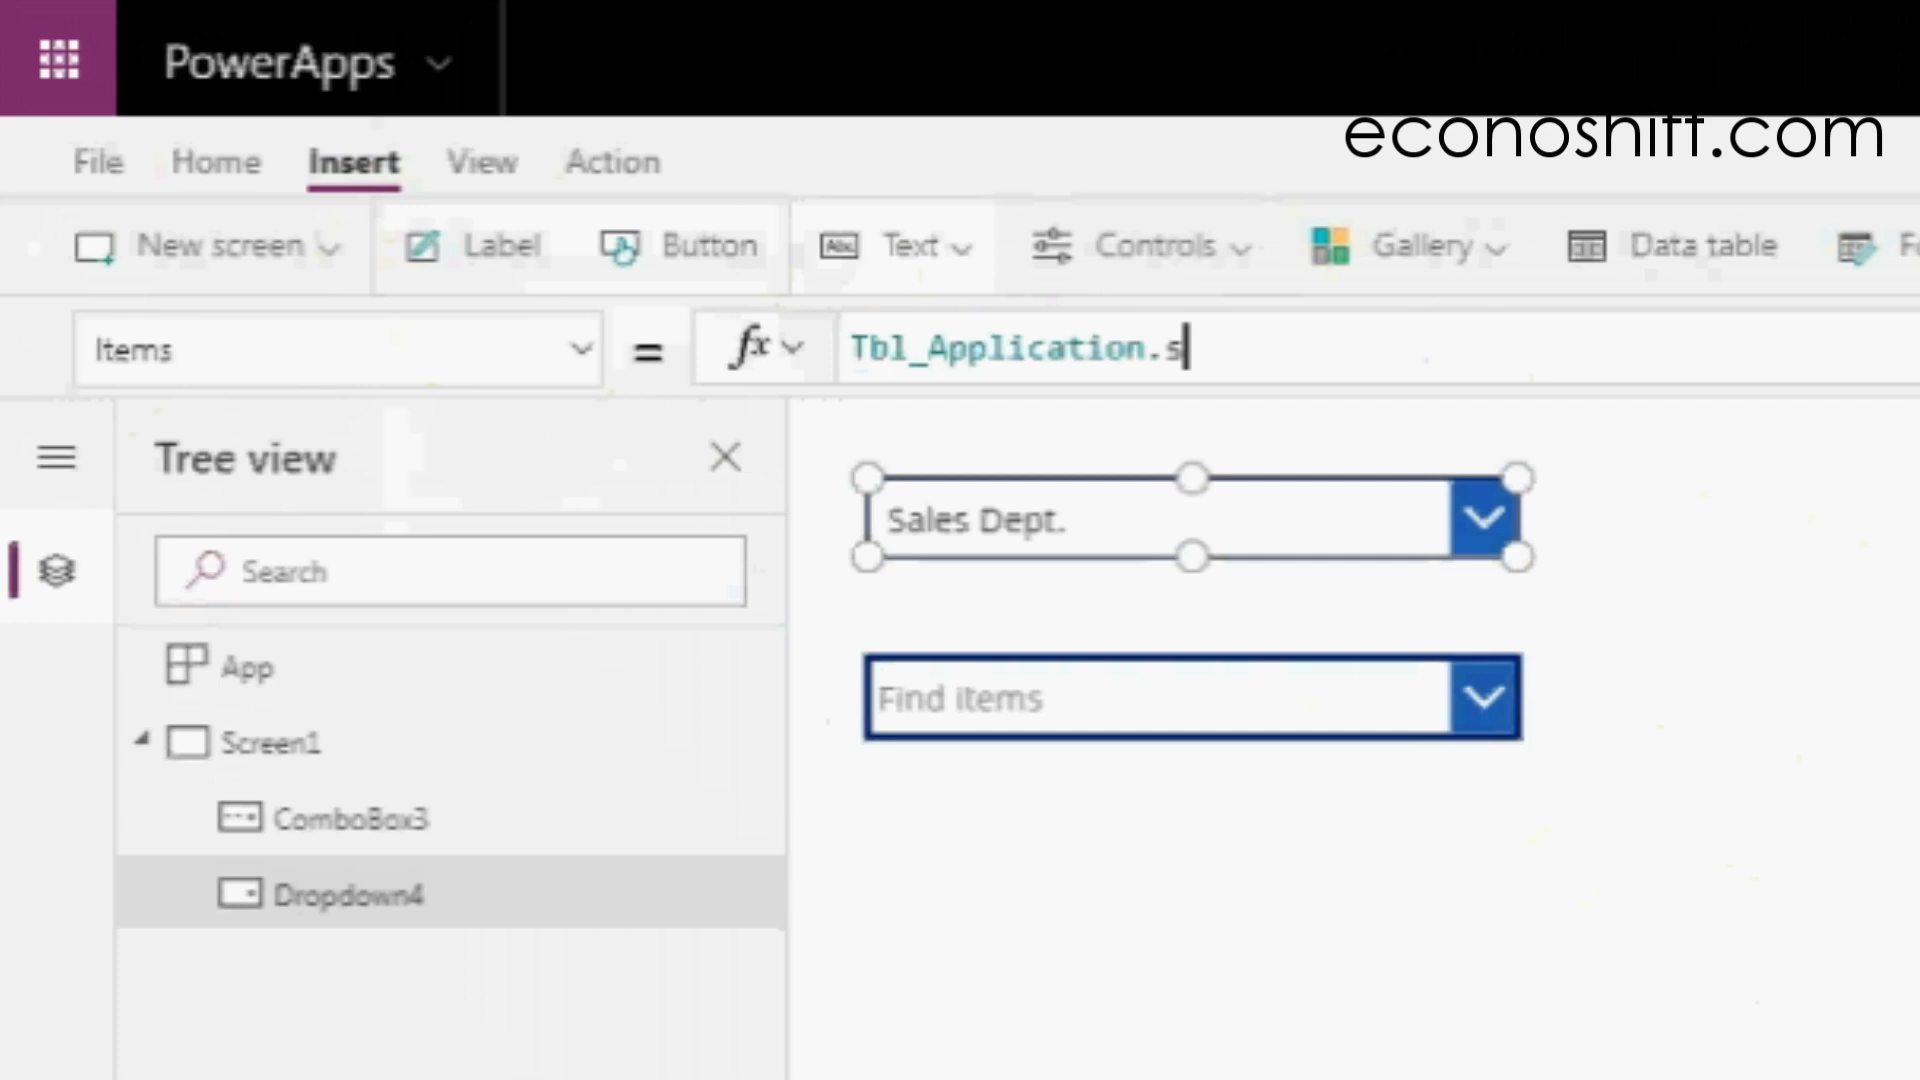 PowerApps
econoshift.com
File Home Insert View Action
New screen Label Button Abc Text Controls Gallery Data table
Items = fx Tbl_Application.s
Tree view
Search
App
Screen1
ComboBox3
Dropdown4
Sales Dept.
Find items